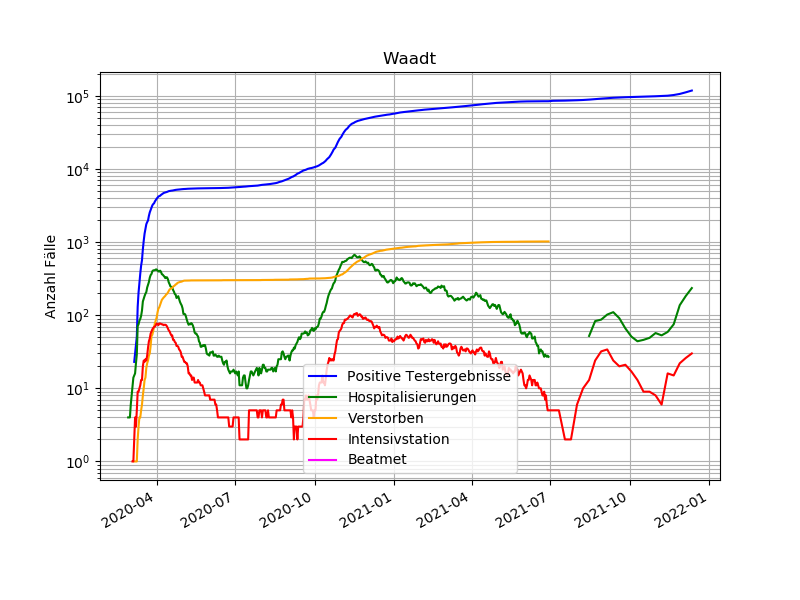 Waadt
Anzahl Fälle
10^5
10^4
10^3
10^2
10^1
10^0
Positive Testergebnisse
Hospitalisierungen
Verstorben
Intensivstation
Beatmet
2020-04
2020-07
2020-10
2021-01
2021-04
2021-07
2021-10
2022-01